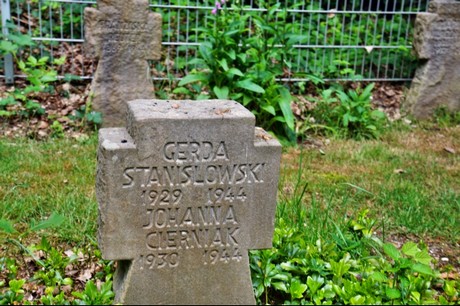 GERDA
STANISLOWSKI
1929 1944
JOHANNA
CIERNIAK
1930 1944